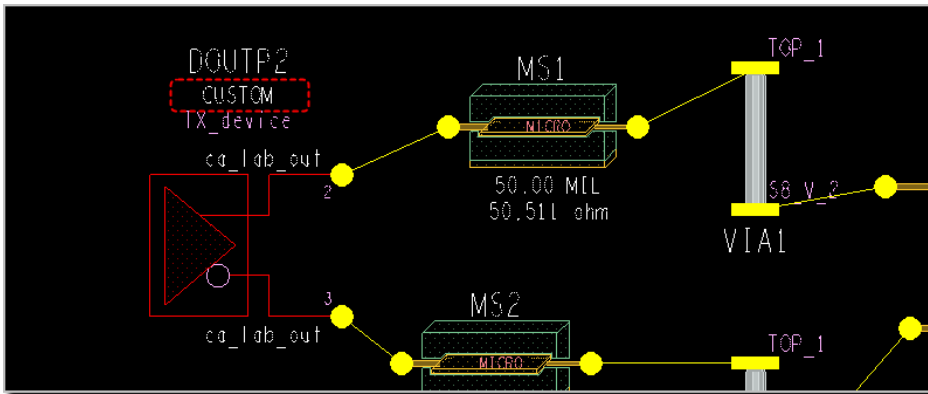 DOUTP2
CUSTOM
TX_device
ca_lab_out
2
MS1
MICRO
50.00 MIL
50.511 ohm
TOP_1
S8_V_2
VIA1
3
ca_lab_out
MS2
MICRO
TOP_1